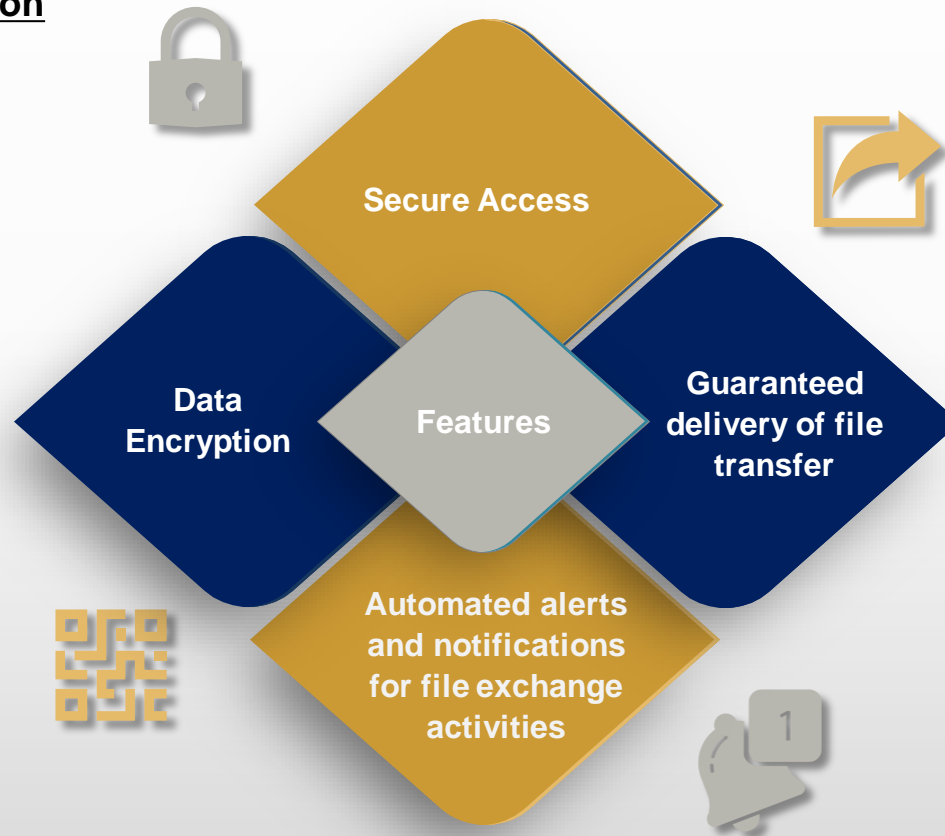 on
Secure Access
Data
Encryption
Features
Guaranteed
delivery of file
transfer
Automated alerts
and notifications
for file exchange
activities
1